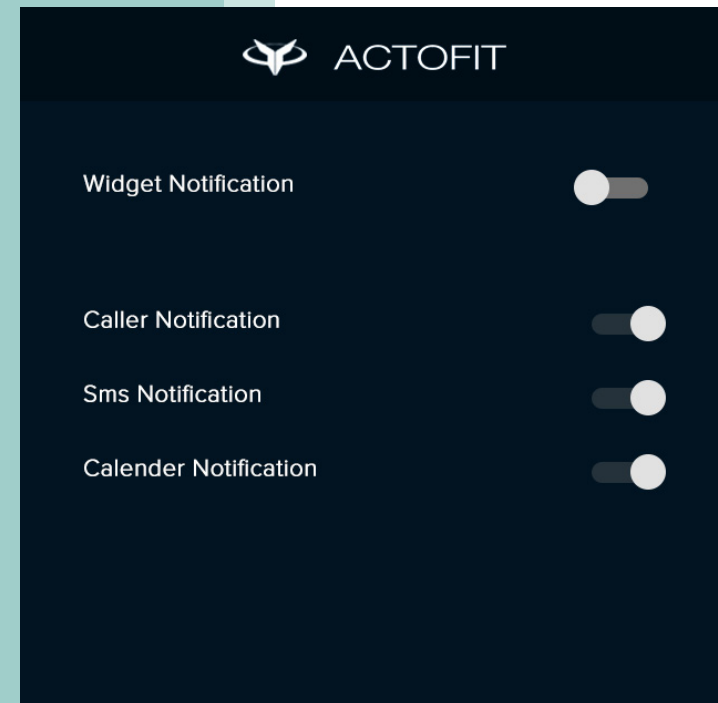 ACTOFIT
Widget Notification
Caller Notification
Sms Notification
Calender Notification